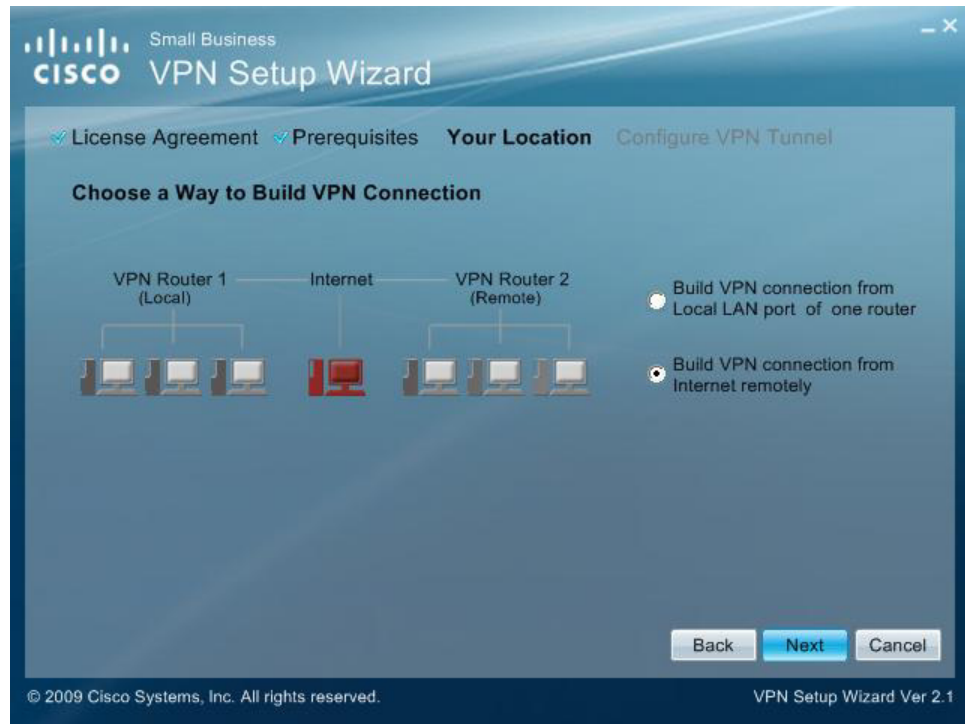 Small Business
CISCO VPN Setup Wizard
License Agreement Prerequisites Your Location Configure VPN Tunnel
Choose a Way to Build VPN Connection
VPN Router 1 Internet VPN Router 2
(Local) (Remote)
Build VPN connection from
Local LAN port of one router
Build VPN connection from
Internet remotely
Back Next Cancel
© 2009 Cisco Systems, Inc. All rights reserved. VPN Setup Wizard Ver 2.1